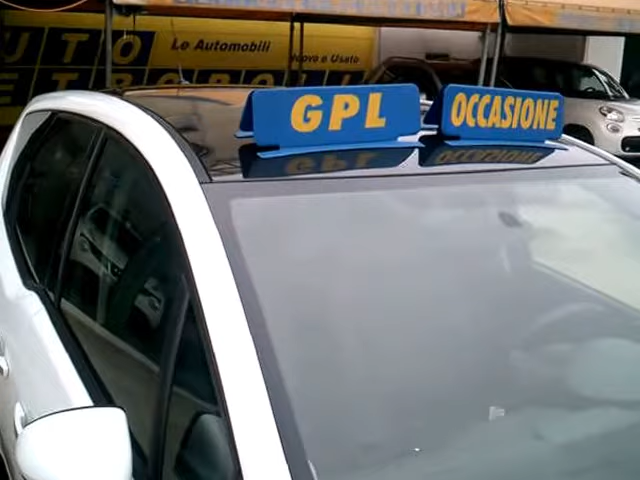 UTO
Le Automobili
Nuovo e Usato
GPL
OCCASIONE